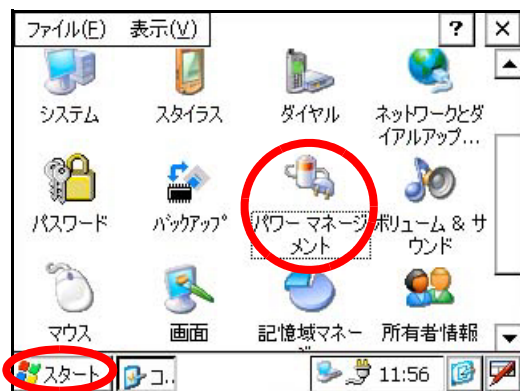 ファイル(F) 表示(V) ? ×
システム スタイラス ダイヤル ネットワークとダ
イアルアップ...
パスワード バックアップ パワー マネージ ボリューム & サ
メント ウンド
マウス 画面 記憶域マネー 所有者情報
スタート コ.. 11:56